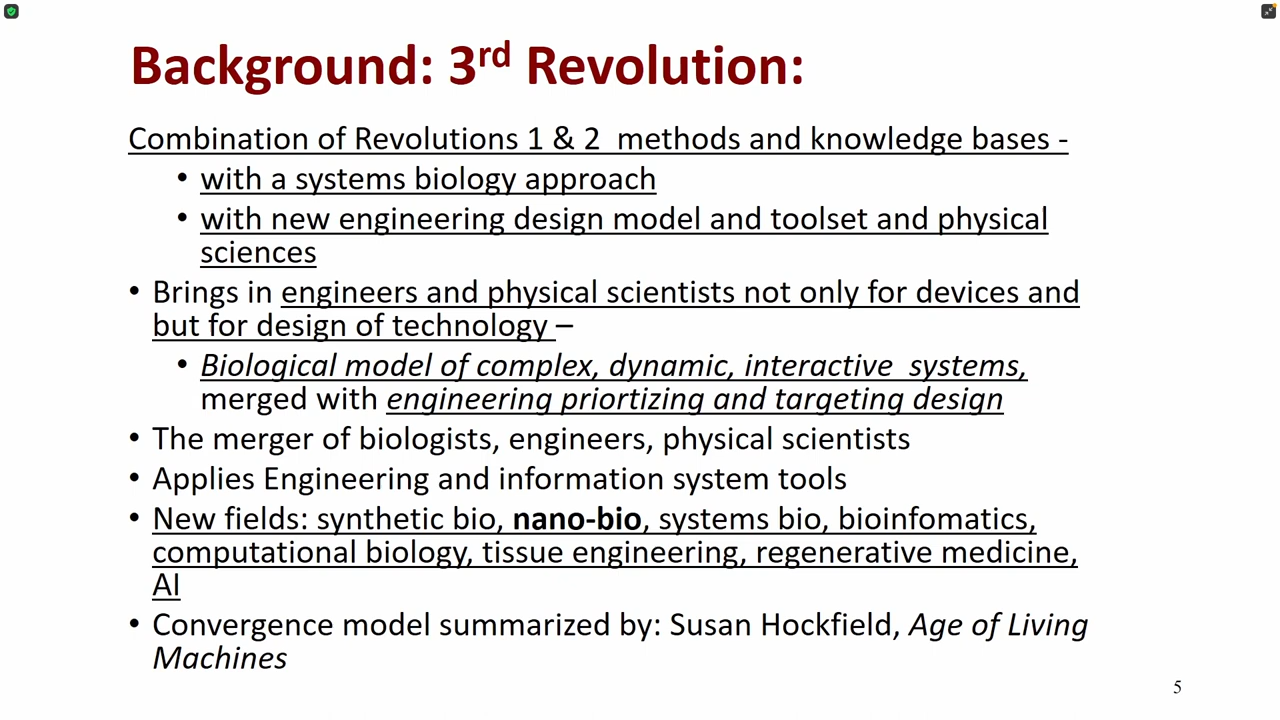 Background: 3rd Revolution:
Combination of Revolutions 1 & 2  methods and knowledge bases -
• with a systems biology approach
• with new engineering design model and toolset and physical
sciences
• Brings in engineers and physical scientists not only for devices and
but for design of technology –
• Biological model of complex, dynamic, interactive  systems,
merged with engineering priortizing and targeting design
• The merger of biologists, engineers, physical scientists
• Applies Engineering and information system tools
• New fields: synthetic bio, nano-bio, systems bio, bioinfomatics,
computational biology, tissue engineering, regenerative medicine,
AI
• Convergence model summarized by: Susan Hockfield, Age of Living
Machines
5